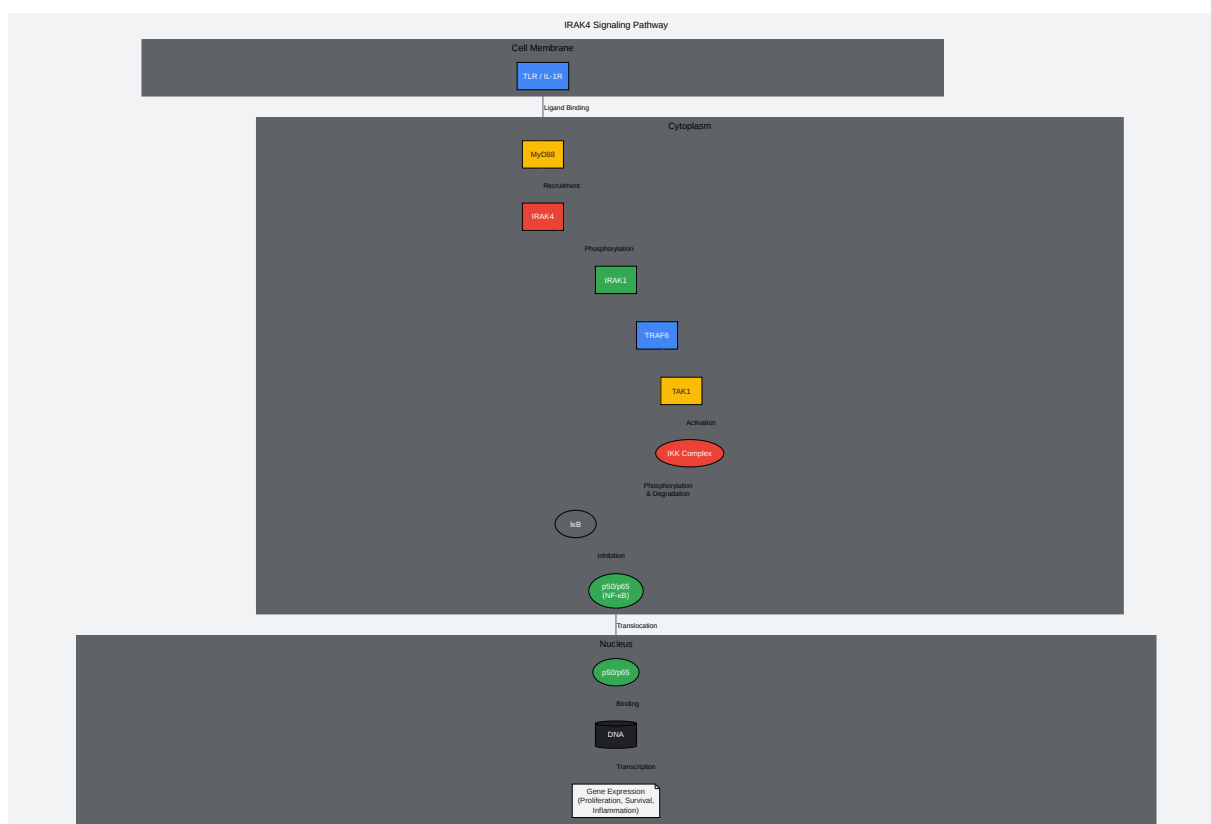 IRAK4 Signaling Pathway
Cell Membrane
TLR / IL-1R
Ligand Binding
Cytoplasm
MyD88
Recruitment
IRAK4
Phosphorylation
IRAK1
TRAF6
TAK1
Activation
IKK Complex
Phosphorylation
& Degradation
IκB
Inhibition
p50/p65
(NF-κB)
Translocation
Nucleus
p50/p65
Binding
DNA
Transcription
Gene Expression
(Proliferation, Survival,
Inflammation)